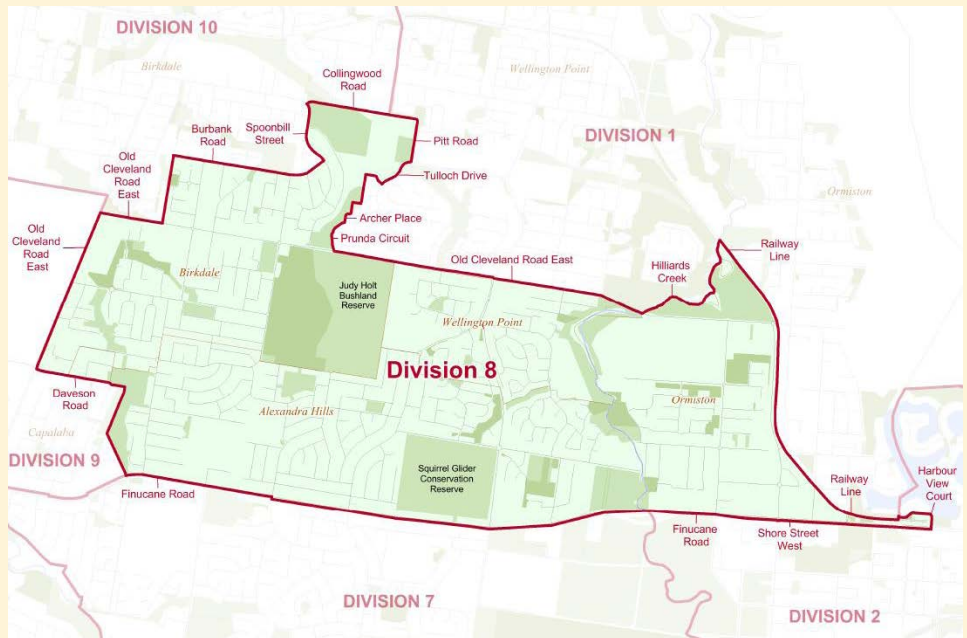 DIVISION 10
Birkdale
Collingwood
Road
Wellington Point
Burbank
Road
Spoonbill
Street
DIVISION 1
Pitt Road
Old
Cleveland
Road
East
Tulloch Drive
Ormiston
Archer Place
Old
Cleveland
Road
East
Prunda Circuit
Old Cleveland Road East
Hilliards
Creek
Railway
Line
Birkdale
Judy Holt
Bushland
Reserve
Wellington Point
Division 8
Daveson
Road
Alexandra Hills
Ormiston
Capalaba
DIVISION 9
Squirrel Glider
Conservation
Reserve
Railway
Line
Harbour
View
Court
Finucane Road
Finucane
Road
Shore Street
West
DIVISION 7
DIVISION 2